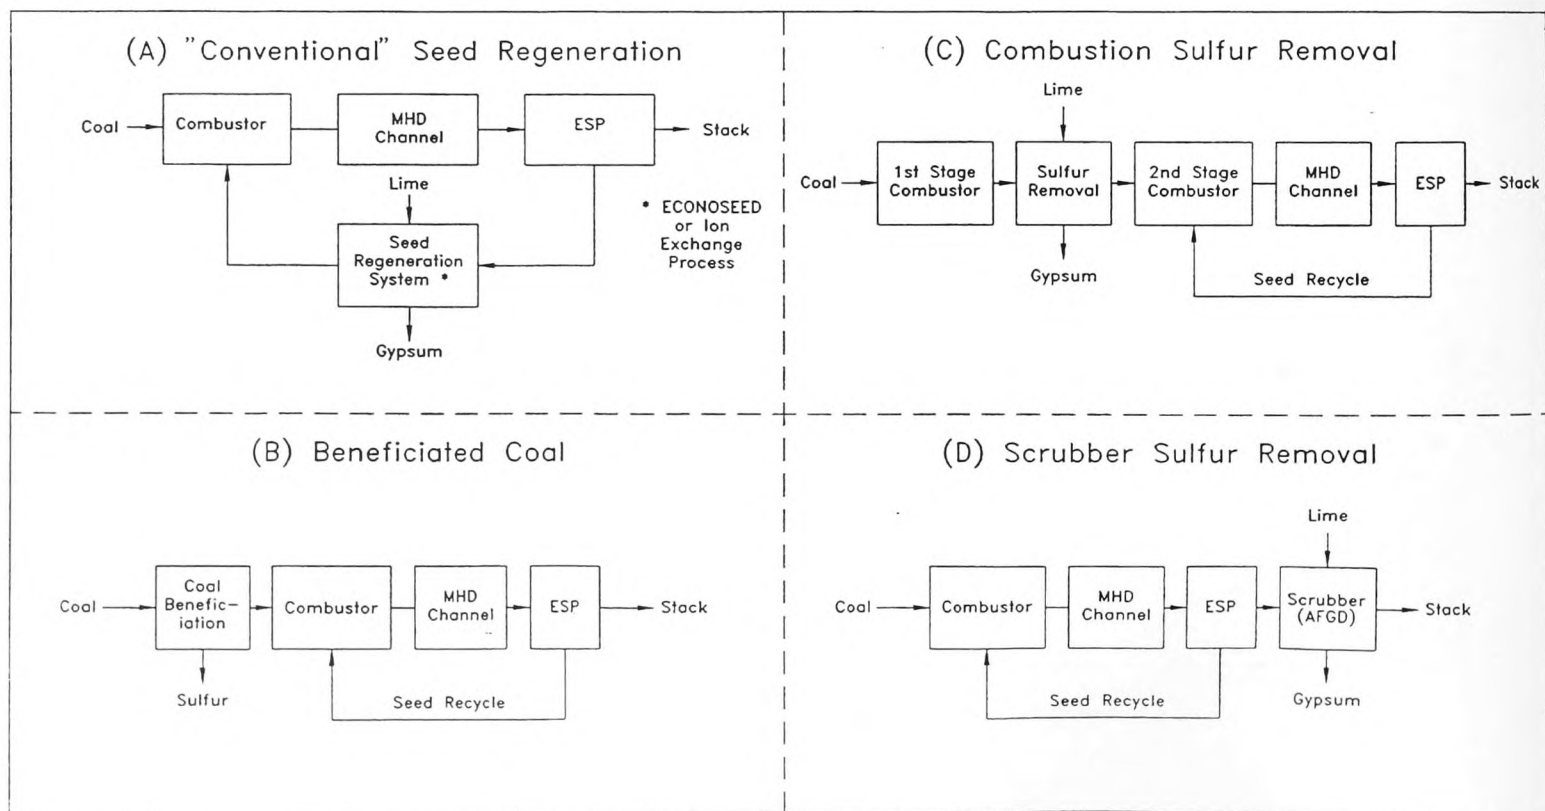 (A) "Conventional" Seed Regeneration
Coal
Combustor
MHD
Channel
ESP
Stack
Lime
Seed
Regeneration
System *
Gypsum
* ECONOSEED
or Ion
Exchange
Process
(C) Combustion Sulfur Removal
Lime
Coal
1st Stage
Combustor
Sulfur
Removal
2nd Stage
Combustor
MHD
Channel
ESP
Stack
Gypsum
Seed Recycle
(B) Beneficiated Coal
Coal
Coal
Benefic-
iation
Combustor
MHD
Channel
ESP
Stack
Sulfur
Seed Recycle
(D) Scrubber Sulfur Removal
Lime
Coal
Combustor
MHD
Channel
ESP
Scrubber
(AFGD)
Stack
Seed Recycle
Gypsum